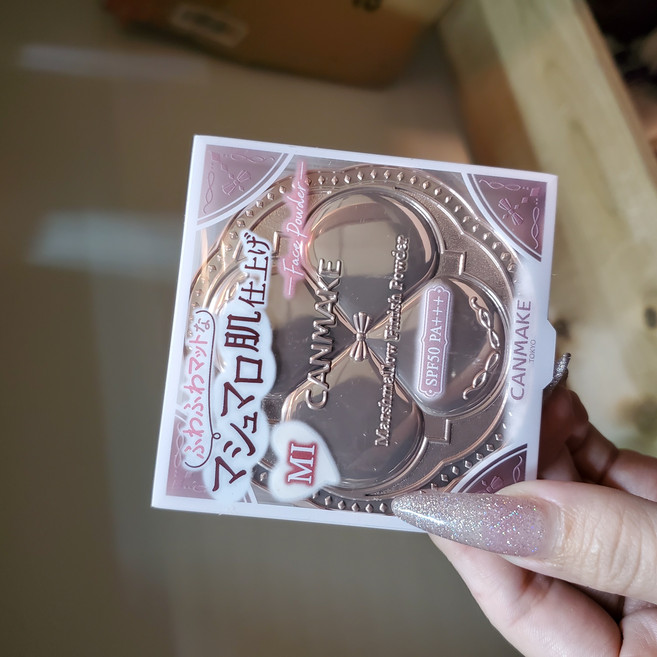 Face Powder
ふわふわマットな
マシュマロ肌仕上げ
MI
CANMAKE
Marshmallow Finish Powder
SPF50 PA+++
CANMAKE
TOKYO